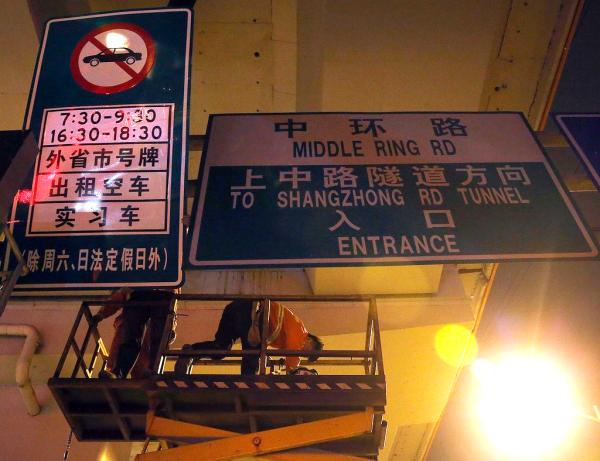 7:30-9:30
16:30-18:30
外省市号牌
出租空车
实习车
(除 周六、日法定假日外)
中 环 路
MIDDLE RING RD
上中路隧道方向
TO SHANGZHONG RD TUNNEL
入 口
ENTRANCE